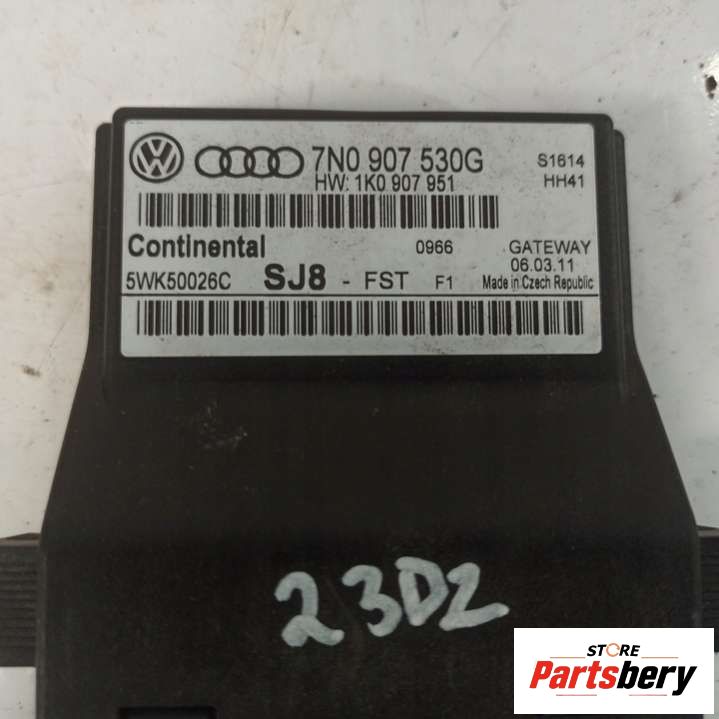 7N0 907 530G
S1614
HW: 1K0 907 951
HH41
Continental
0966
GATEWAY
06.03.11
5WK50026C
SJ8 - FST
F1
Made in Czech Republic
23D2
STORE
Partsbery